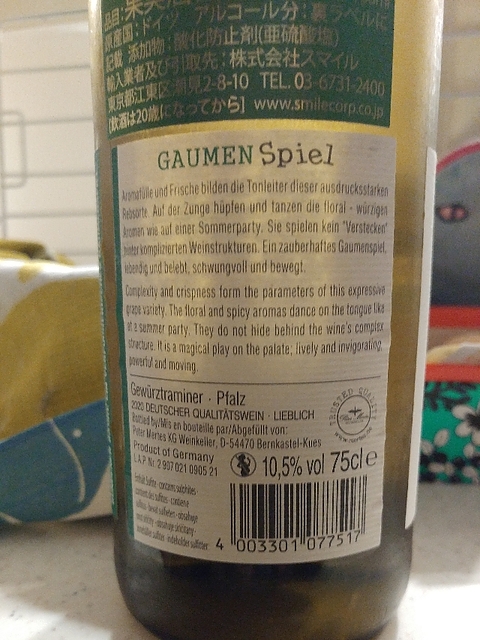 原産国:ドイツ アルコール分:裏ラベルに
記載 添加物:酸化防止剤(亜硫酸塩)
輸入業者及び引取先:株式会社スマイル
東京都江東区潮見2-8-10 TEL. 03-6731-2400
[飲酒は20歳になってから] www.smilecorp.co.jp
GAUMEN Spiel
Aromafülle und Frische bilden die Tonleiter dieser ausdrucksstarken
Rebsorte. Auf der Zunge hüpfen und tanzen die floral - würzigen
Aromen wie auf einer Sommerparty. Sie spielen kein "Verstecken"
hinter komplizierten Weinstrukturen. Ein zauberhaftes Gaumenspiel,
lebendig und belebt, schwungvoll und bewegt.
Complexity and crispness form the parameters of this expressive
grape variety. The floral and spicy aromas dance on the tongue like
at a summer party. They do not hide behind the wine's complex
structure. It is a magical play on the palate; lively and invigorating,
powerful and moving.
Gewürztraminer · Pfalz
2020 DEUTSCHER QUALITÄTSWEIN · LIEBLICH
Bottled by/Mis en bouteille par/Abgefüllt von:
Peter Mertes KG Weinkeller, D-54470 Bernkastel-Kues
Product of Germany
L.A.P. Nr. 2 997 021 0905 21
TRUSTED QUALITY
10,5% vol 75cl e
Enthält Sulfite - contains sulphites
4 003301 077517